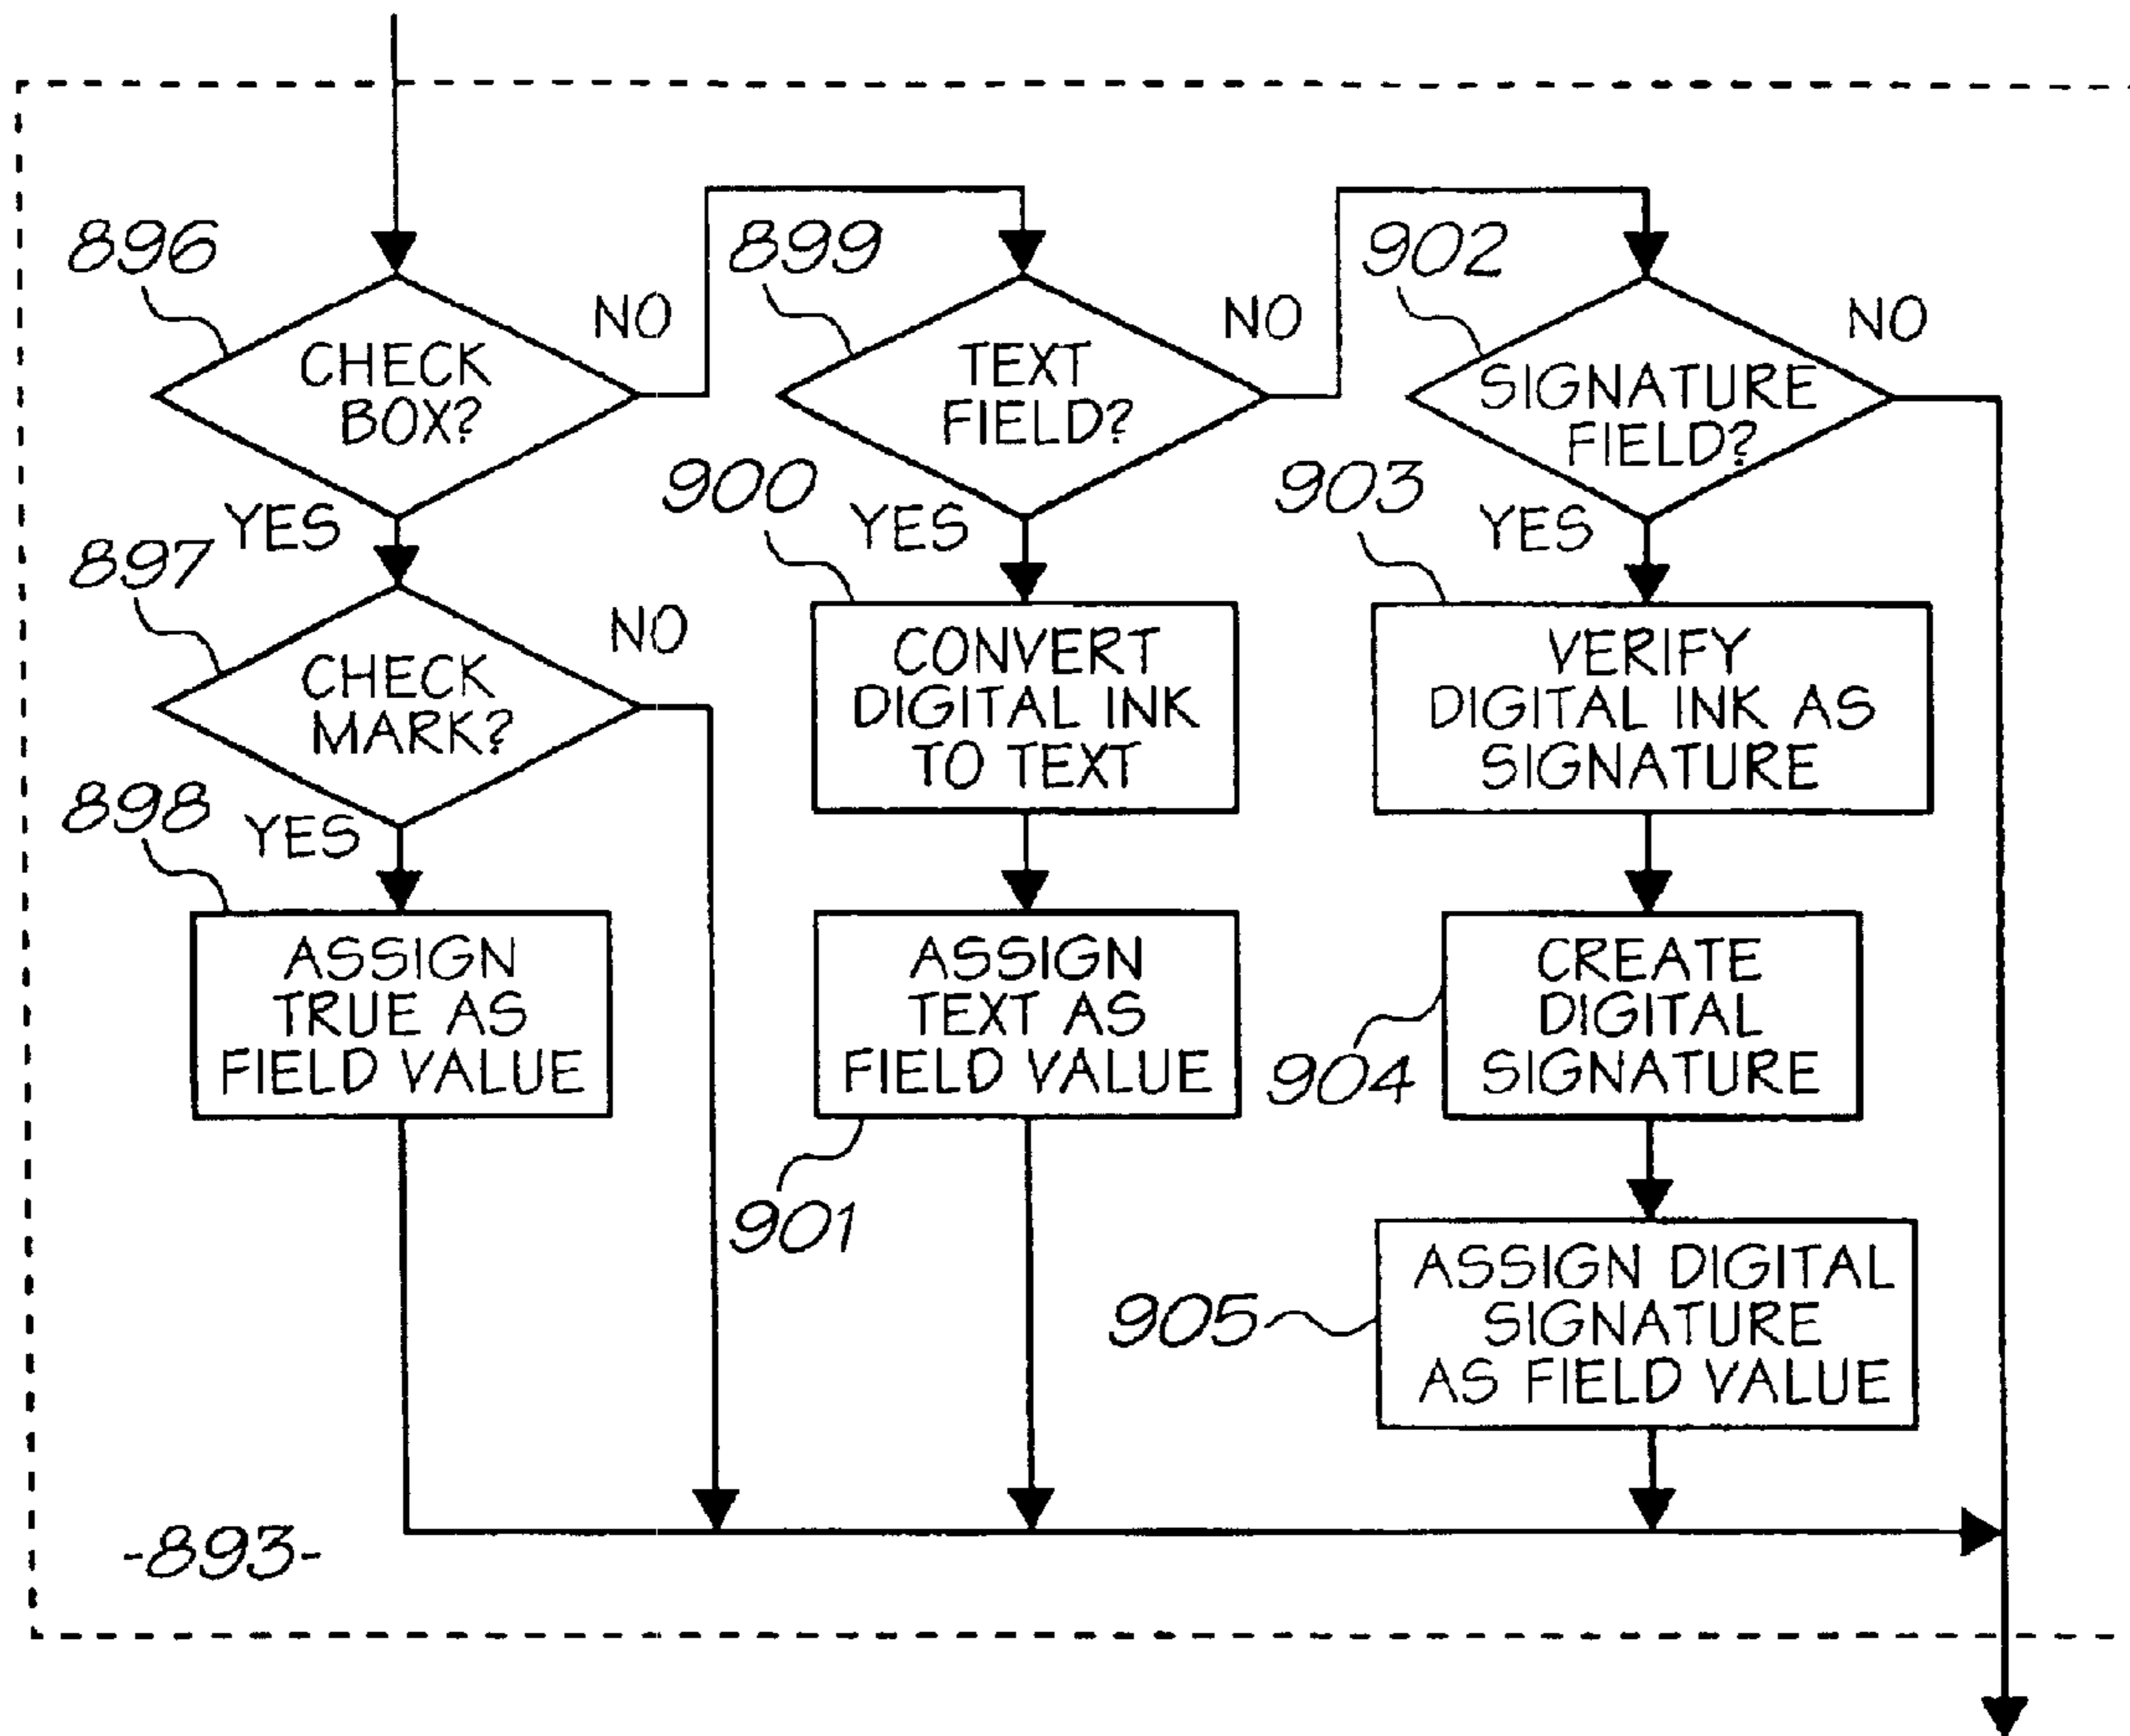 896
CHECK
BOX?
NO
YES
897
CHECK
MARK?
NO
YES
898
ASSIGN
TRUE AS
FIELD VALUE
899
TEXT
FIELD?
NO
YES
900
CONVERT
DIGITAL INK
TO TEXT
ASSIGN
TEXT AS
FIELD VALUE
901
902
SIGNATURE
FIELD?
NO
YES
903
VERIFY
DIGITAL INK AS
SIGNATURE
CREATE
DIGITAL
SIGNATURE
904
ASSIGN DIGITAL
SIGNATURE
AS FIELD VALUE
905
-893-